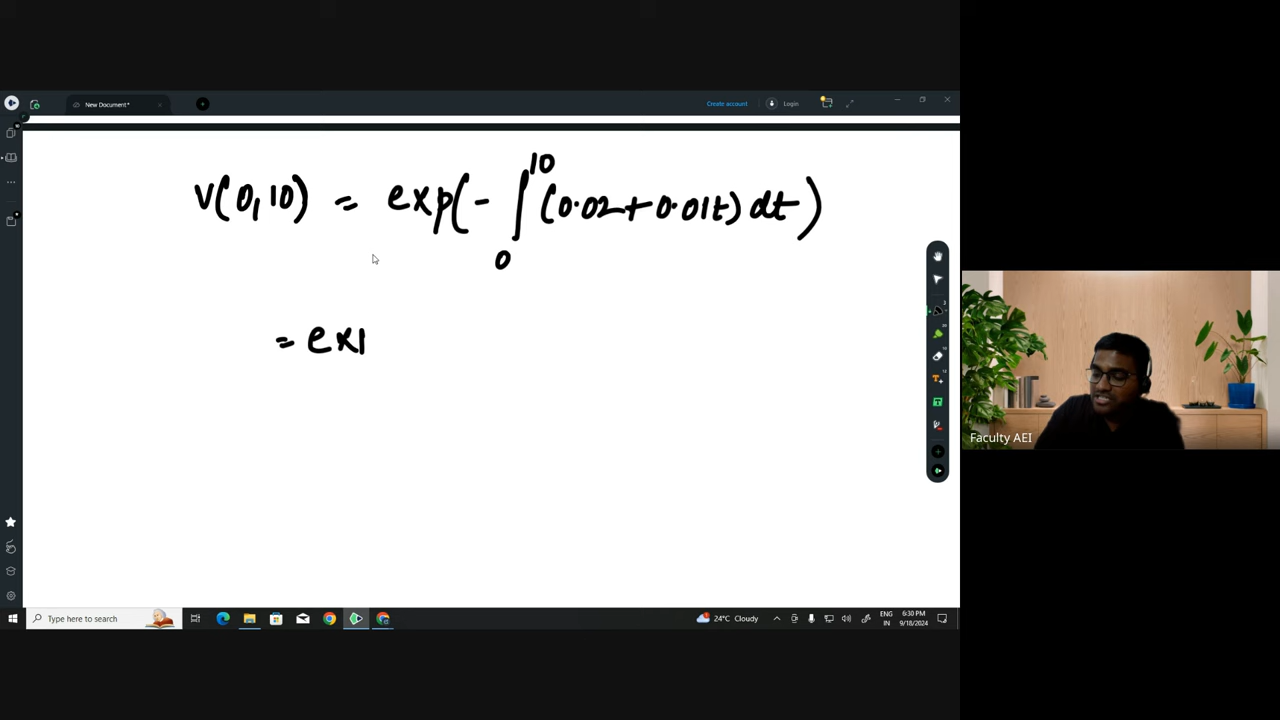 New Document*
Create account
Login
V(0,10) = exp(- ∫₀¹⁰ (0.02+0.01t) dt)
= exp
Faculty AEI
Type here to search
24°C Cloudy
ENG
IN
6:30 PM
9/18/2024